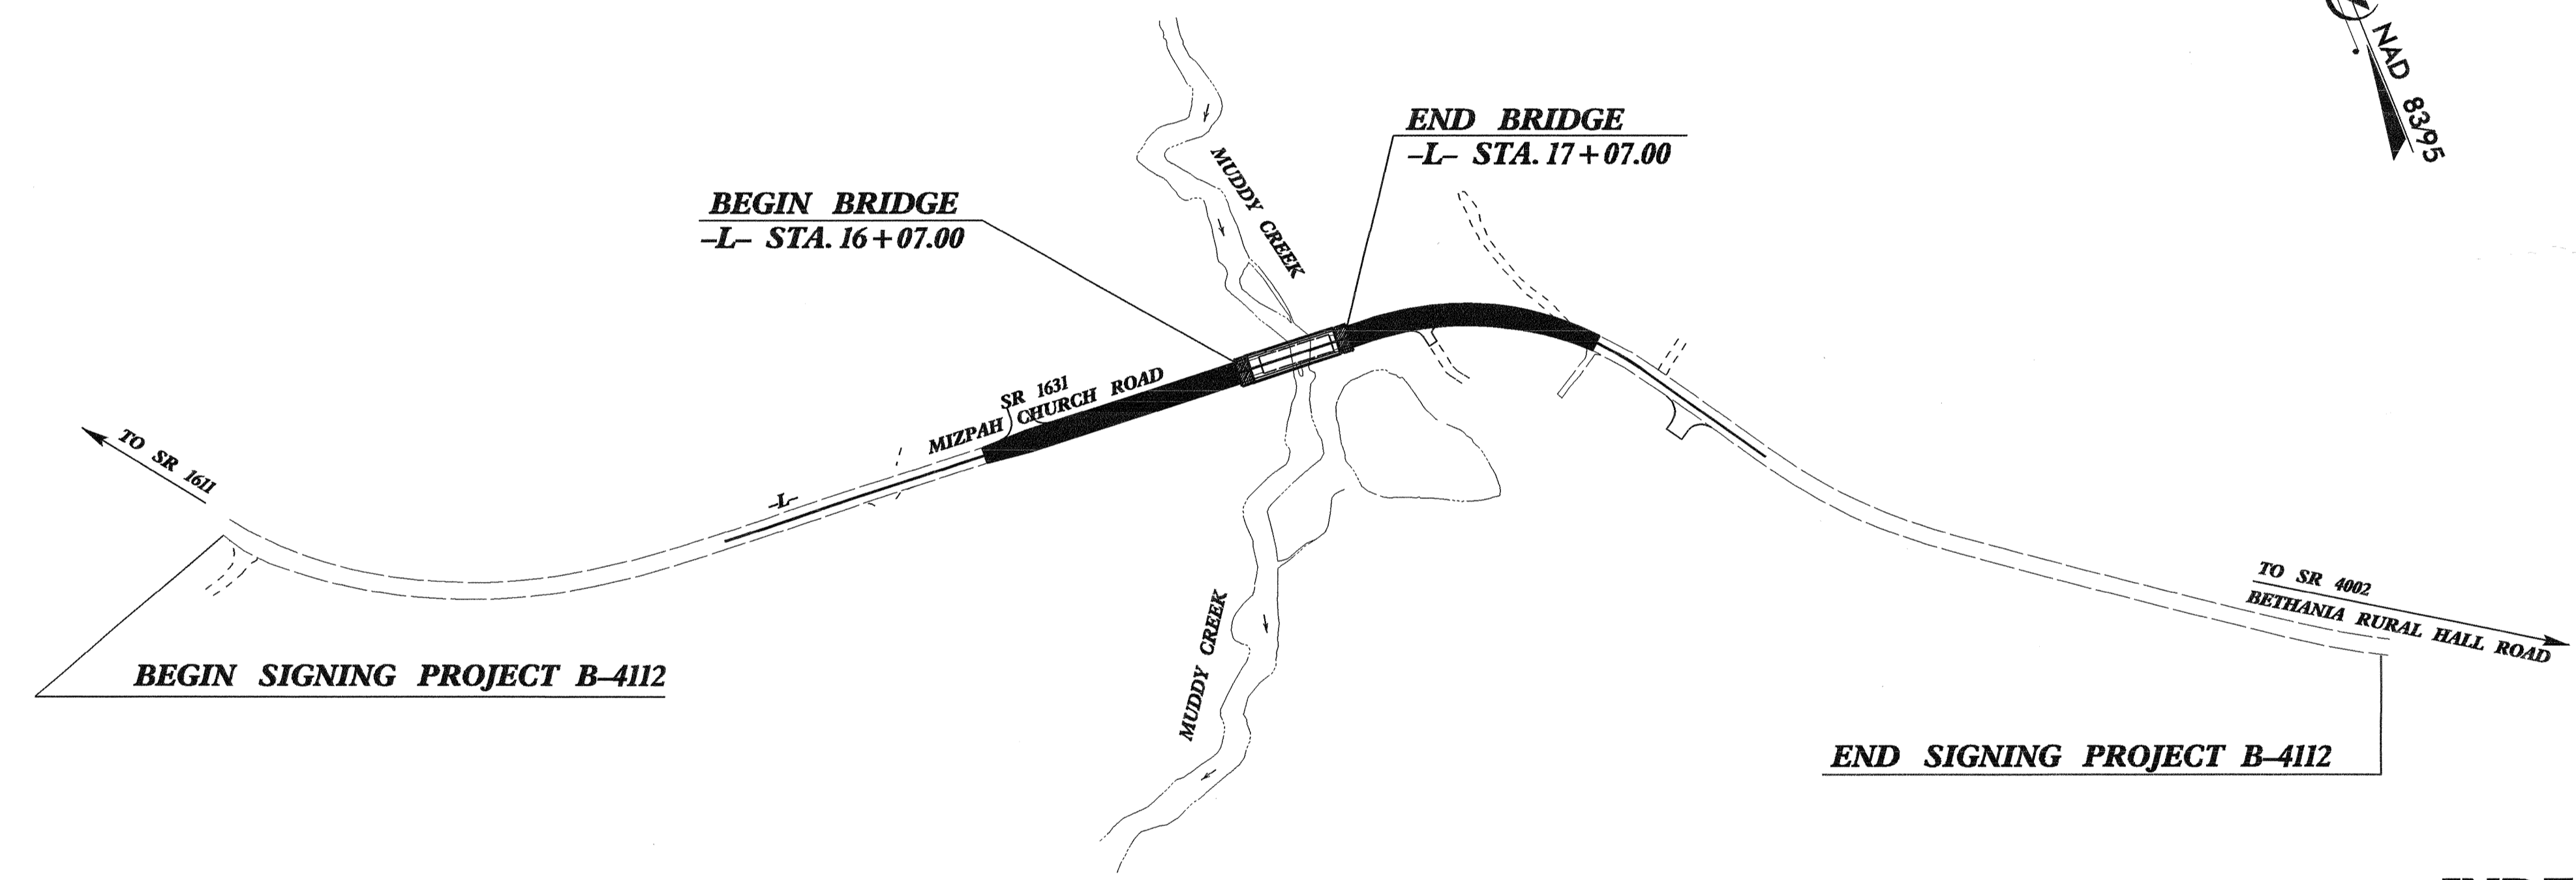 NAD 83/95
END BRIDGE
-L- STA. 17+07.00
BEGIN BRIDGE
-L- STA. 16+07.00
MUDDY CREEK
SR 1631
MIZPAH CHURCH ROAD
TO SR 1611
-L-
TO SR 4002
BETHANIA RURAL HALL ROAD
MUDDY CREEK
BEGIN SIGNING PROJECT B-4112
END SIGNING PROJECT B-4112